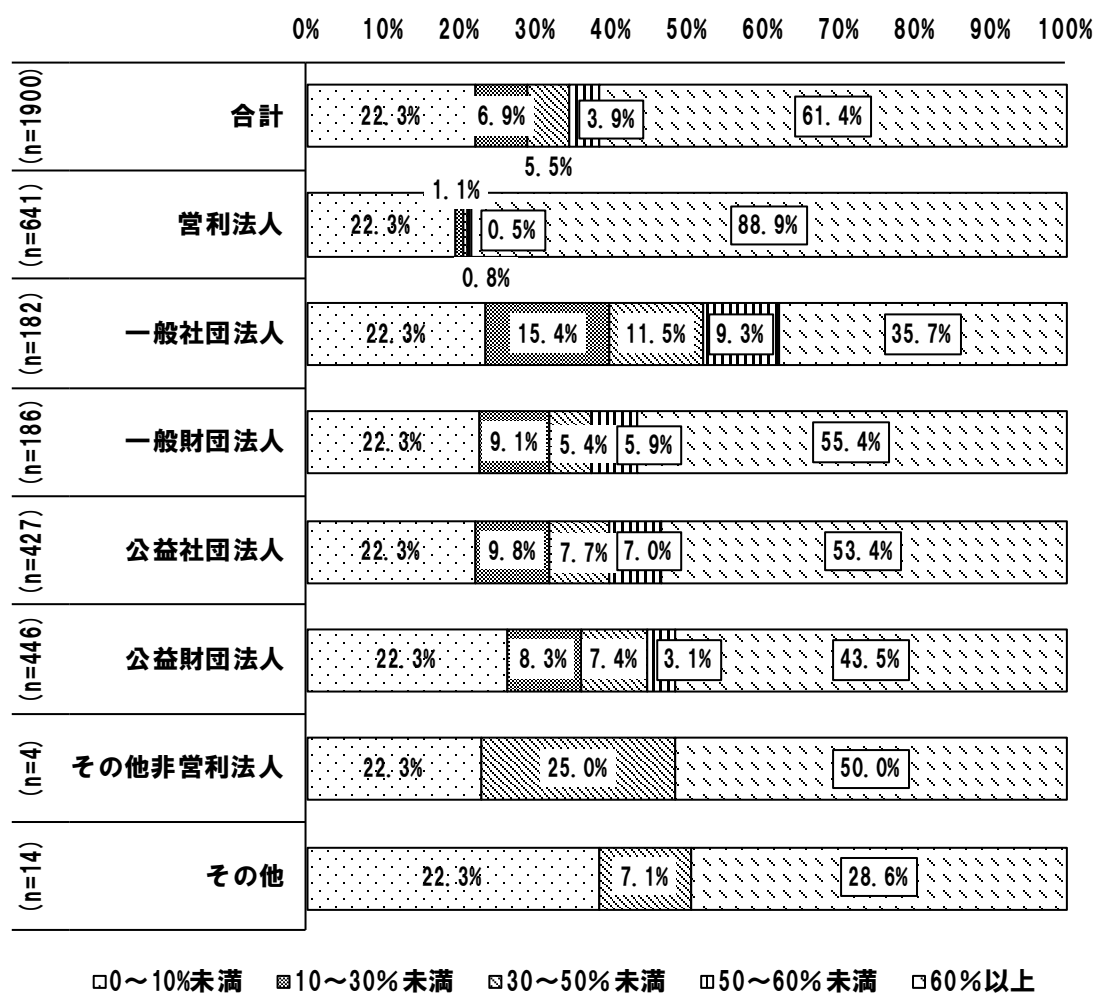 0% 10% 20% 30% 40% 50% 60% 70% 80% 90% 100%
(n=1900) 合計 22.3% 6.9% 5.5% 3.9% 61.4%
(n=641) 営利法人 22.3% 1.1% 0.8% 0.5% 88.9%
(n=182) 一般社団法人 22.3% 15.4% 11.5% 9.3% 35.7%
(n=186) 一般財団法人 22.3% 9.1% 5.4% 5.9% 55.4%
(n=427) 公益社団法人 22.3% 9.8% 7.7% 7.0% 53.4%
(n=446) 公益財団法人 22.3% 8.3% 7.4% 3.1% 43.5%
(n=4) その他非営利法人 22.3% 25.0% 50.0%
(n=14) その他 22.3% 7.1% 28.6%
0～10%未満 10～30%未満 30～50%未満 50～60%未満 60%以上